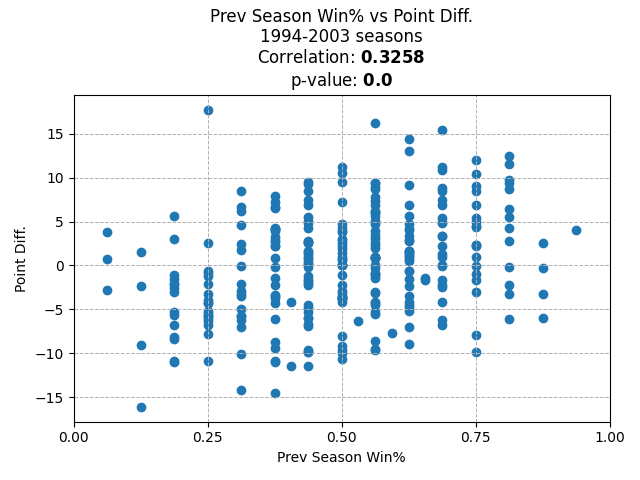 Prev Season Win% vs Point Diff.
1994-2003 seasons
Correlation: 0.3258
p-value: 0.0
Point Diff.
15
10
5
0
−5
−10
−15
0.00 0.25 0.50 0.75 1.00
Prev Season Win%